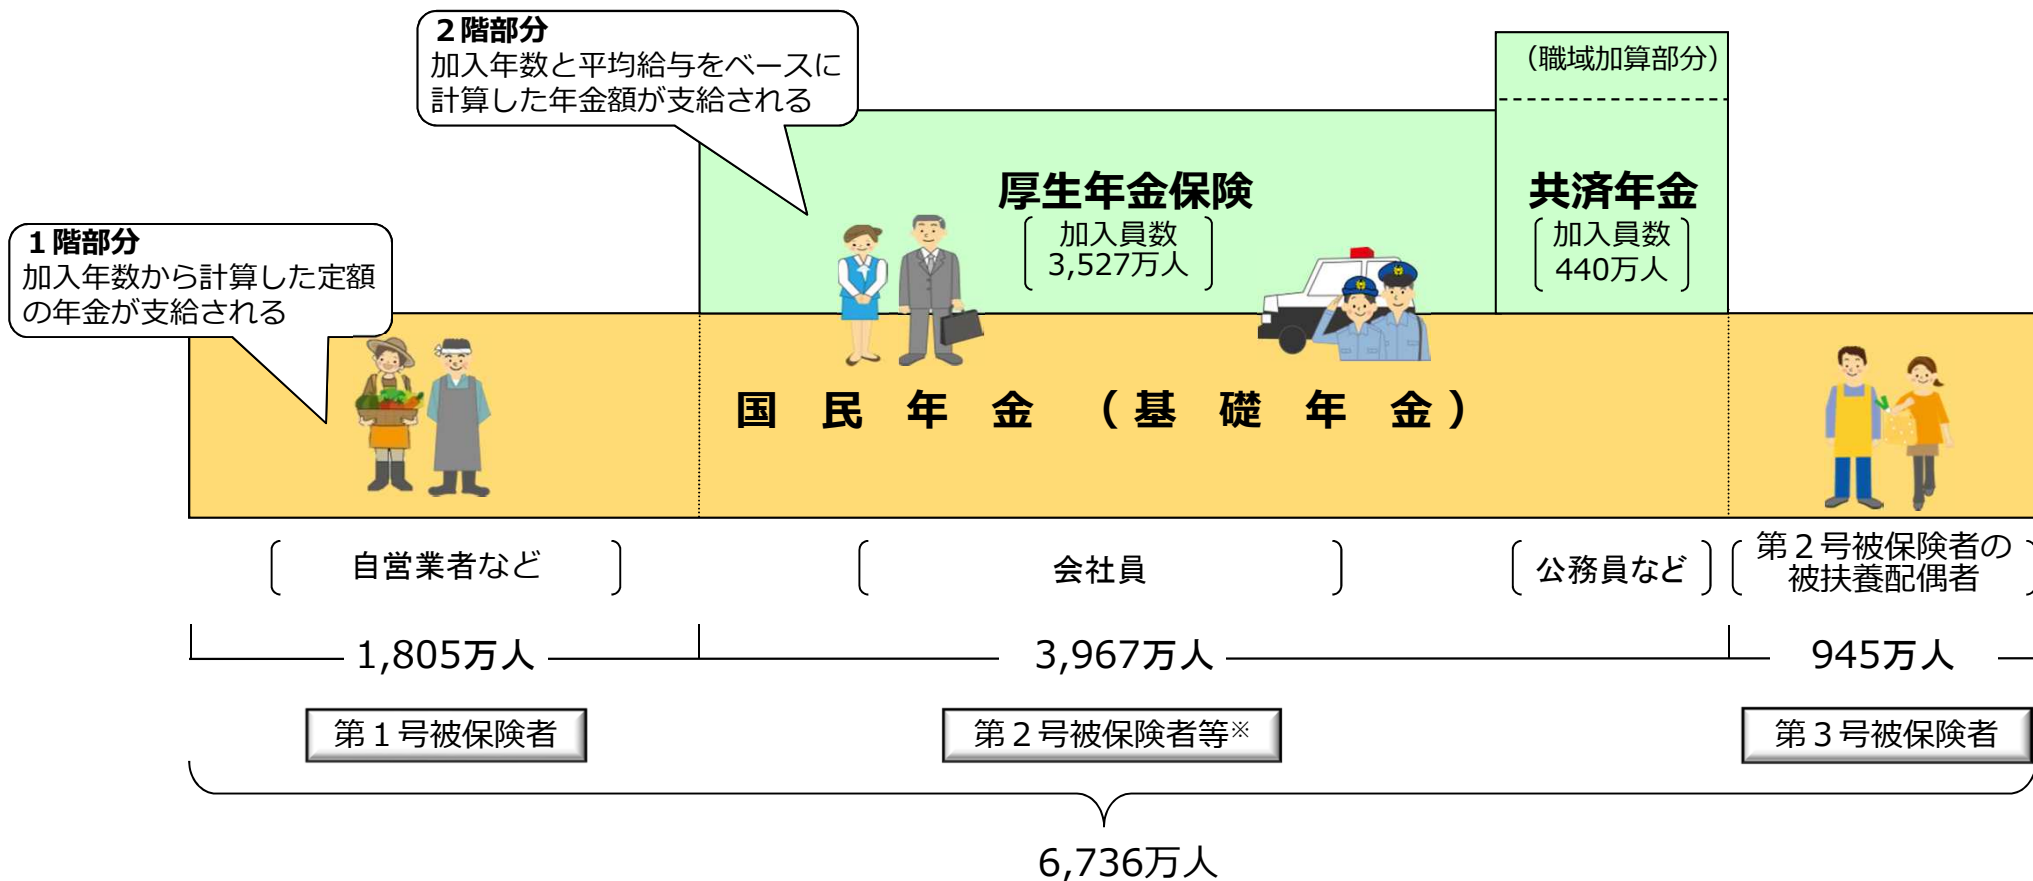 ２階部分
加入年数と平均給与をベースに
計算した年金額が支給される
（職域加算部分）
厚生年金保険
加入員数
3,527万人
共済年金
加入員数
440万人
１階部分
加入年数から計算した定額
の年金が支給される
国民年金（基礎年金）
自営業者など
会社員
公務員など
第２号被保険者の
被扶養配偶者
1,805万人
3,967万人
945万人
第１号被保険者
第２号被保険者等※
第３号被保険者
6,736万人